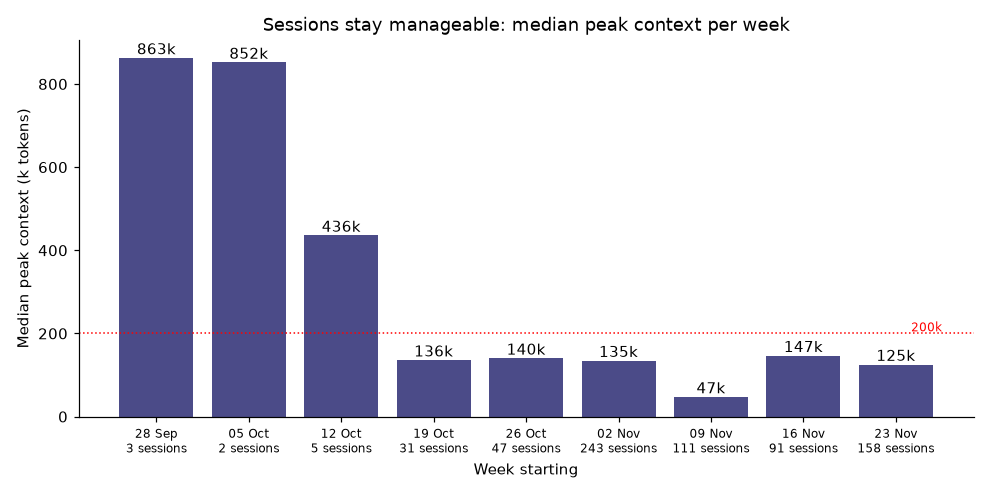 Sessions stay manageable: median peak context per week
Median peak context (k tokens)
800
600
400
200
0
863k
852k
436k
136k
140k
135k
47k
147k
125k
200k
28 Sep
3 sessions
05 Oct
2 sessions
12 Oct
5 sessions
19 Oct
31 sessions
26 Oct
47 sessions
02 Nov
243 sessions
09 Nov
111 sessions
16 Nov
91 sessions
23 Nov
158 sessions
Week starting